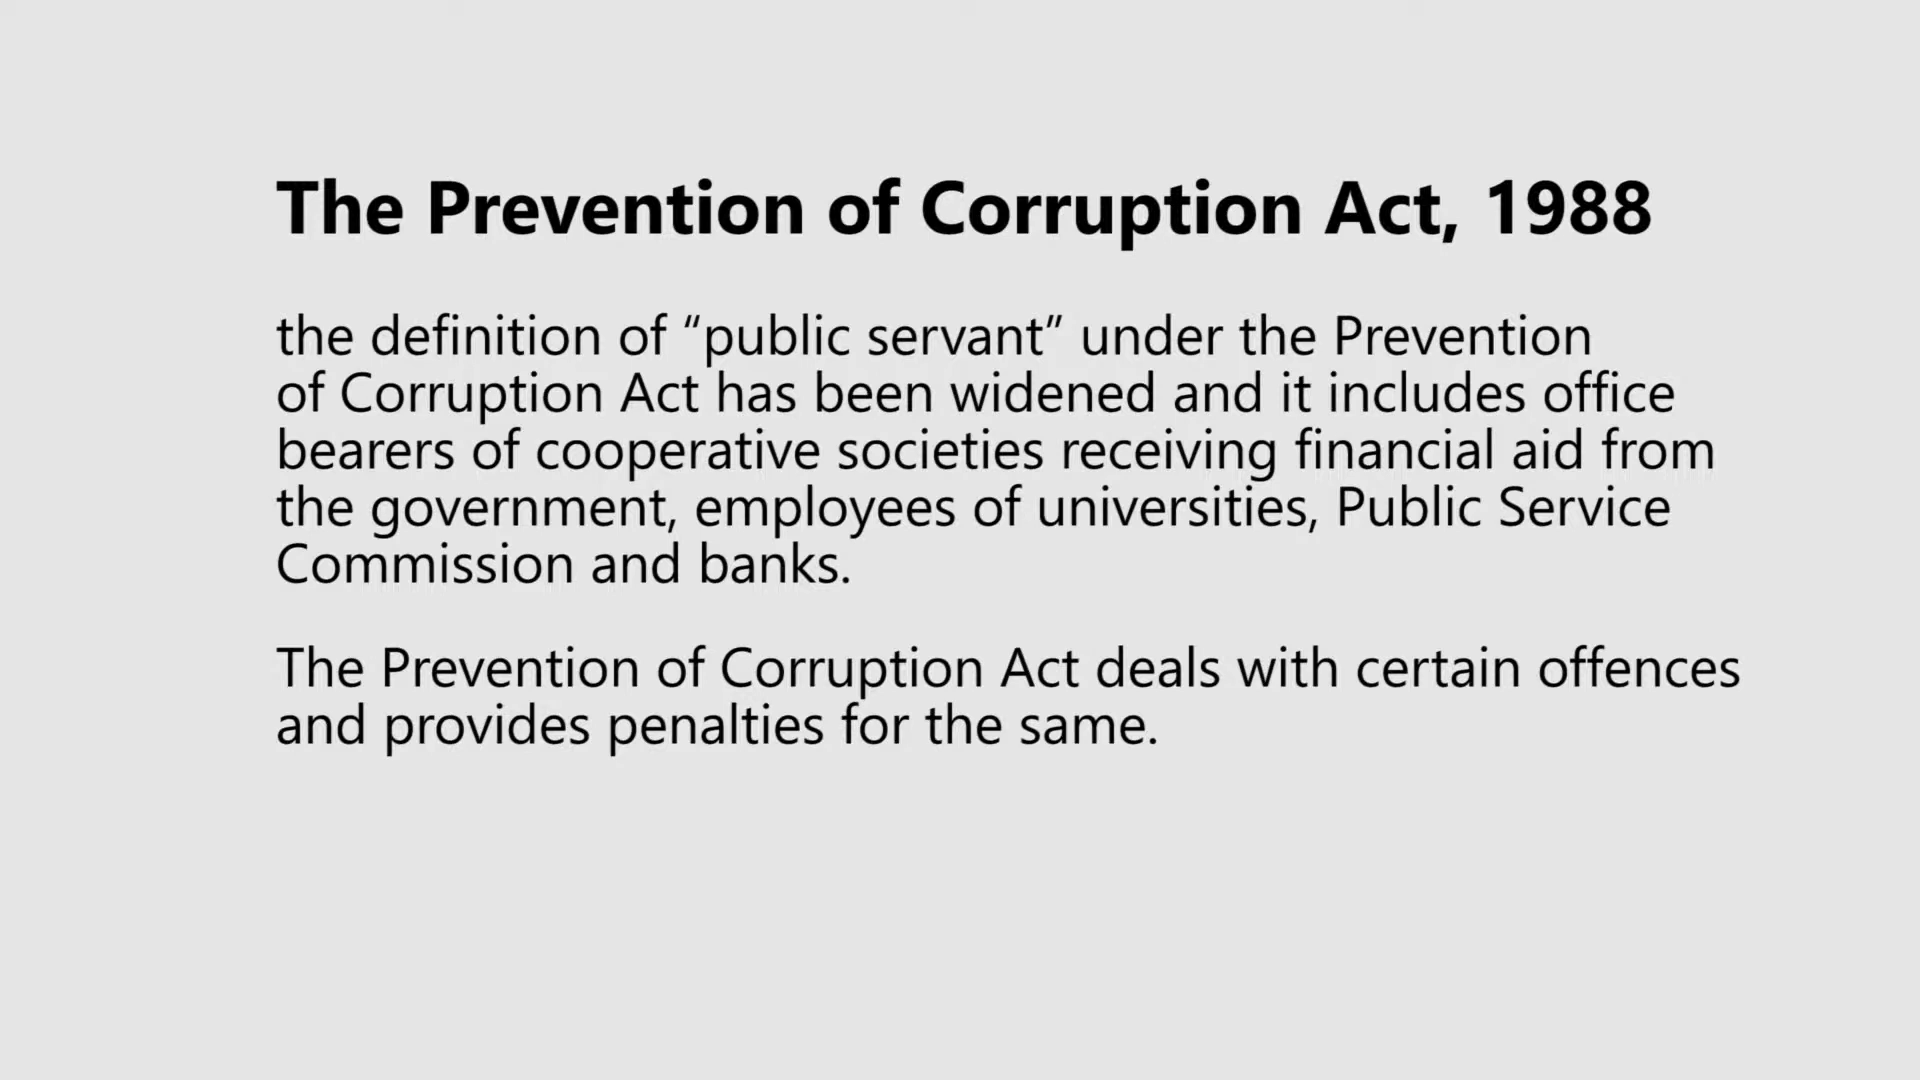 The Prevention of Corruption Act, 1988
the definition of “public servant” under the Prevention
of Corruption Act has been widened and it includes office
bearers of cooperative societies receiving financial aid from
the government, employees of universities, Public Service
Commission and banks.
The Prevention of Corruption Act deals with certain offences
and provides penalties for the same.